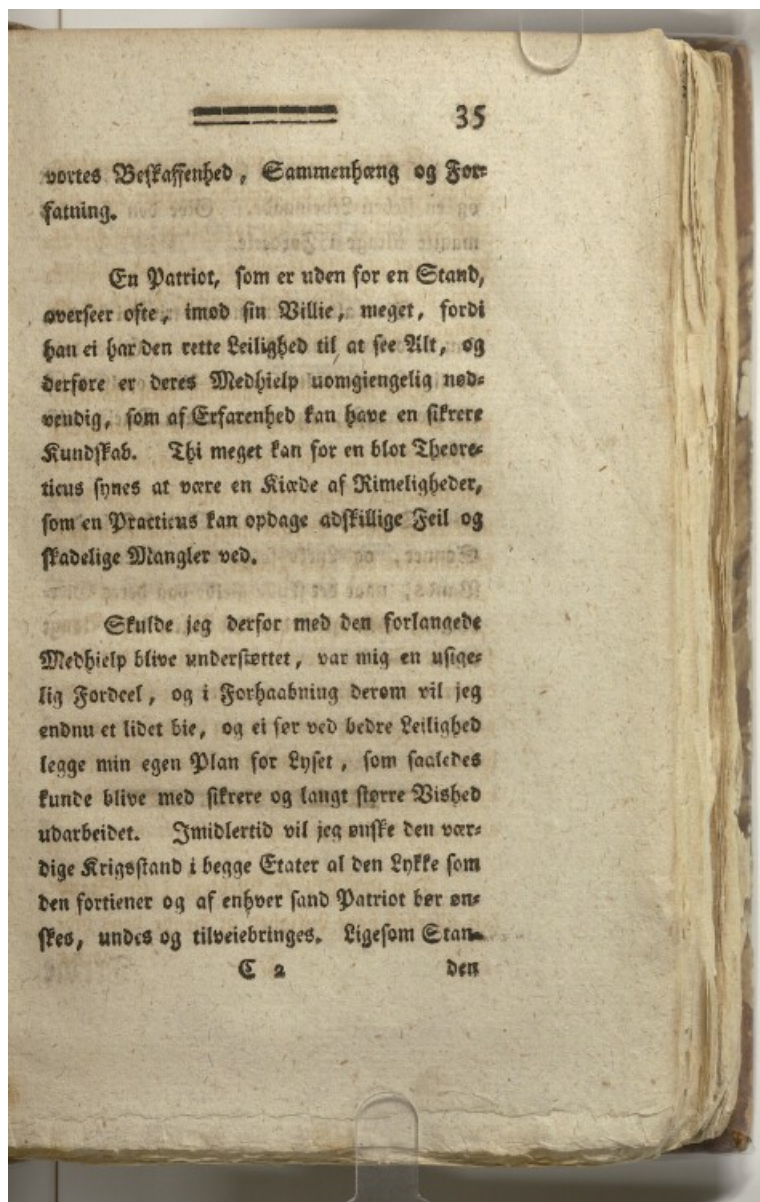 35
vortes Beskaffenhed, Sammenhæng og For-
fatning.
En Patriot, som er uden for en Stand,
overseer ofte, imod sin Villie, meget, fordi
han ei har den rette Leilighed til at see Alt, og
derføre er deres Medhielp uomgiengelig nød-
vendig, som af Erfarenhed kan have en sikrere
Kundskab. Thi meget kan for en blot Theore-
ticus synes at være en Kiæde af Rimeligheder,
som en Practicus kan opdage adskillige Feil og
skadelige Mangler ved.
Skulde jeg derfor med den forlangede
Medhielp blive understøttet, var mig en usige-
lig Fordeel, og i Forhaabning derom vil jeg
endnu et lidet bie, og ei før ved bedre Leilighed
legge min egen Plan for Lyset, som saaledes
kunde blive med sikrere og langt større Vished
udarbeidet. Imidlertid vil jeg ønske den vær-
dige Krigsstand i begge Etater al den Lykke som
den fortiener og af enhver sand Patriot bør øn-
skes, undes og tilveiebringes. Ligesom Stan-
C 2 den